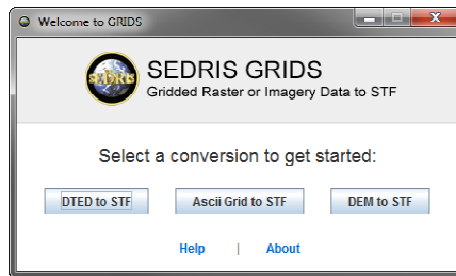 Welcome to GRIDS
SEDRIS
SEDRIS GRIDS
Gridded Raster or Imagery Data to STF
Select a conversion to get started:
DTED to STF Ascii Grid to STF DEM to STF
Help | About